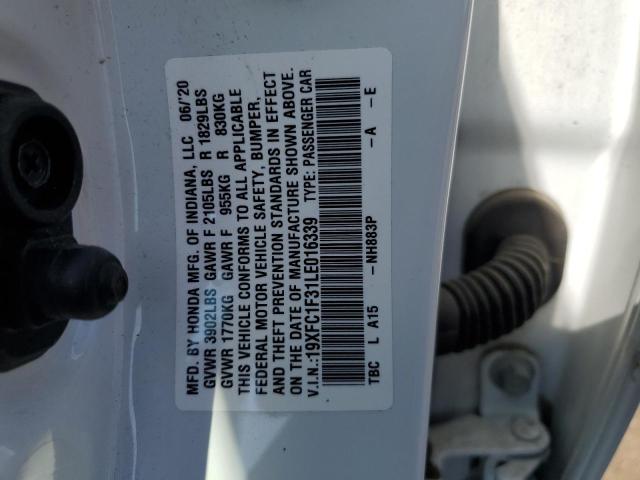 MFD. BY HONDA MFG. OF INDIANA, LLC 06/'20
GVWR 3902LBS GAWR F 2105LBS R 1829LBS
GVWR 1770KG GAWR F 955KG R 830KG
THIS VEHICLE CONFORMS TO ALL APPLICABLE
FEDERAL MOTOR VEHICLE SAFETY, BUMPER,
AND THEFT PREVENTION STANDARDS IN EFFECT
ON THE DATE OF MANUFACTURE SHOWN ABOVE.
V.I.N.:19XFC1F31LE016339 TYPE: PASSENGER CAR
TBC L A15 -NH883P -A -E